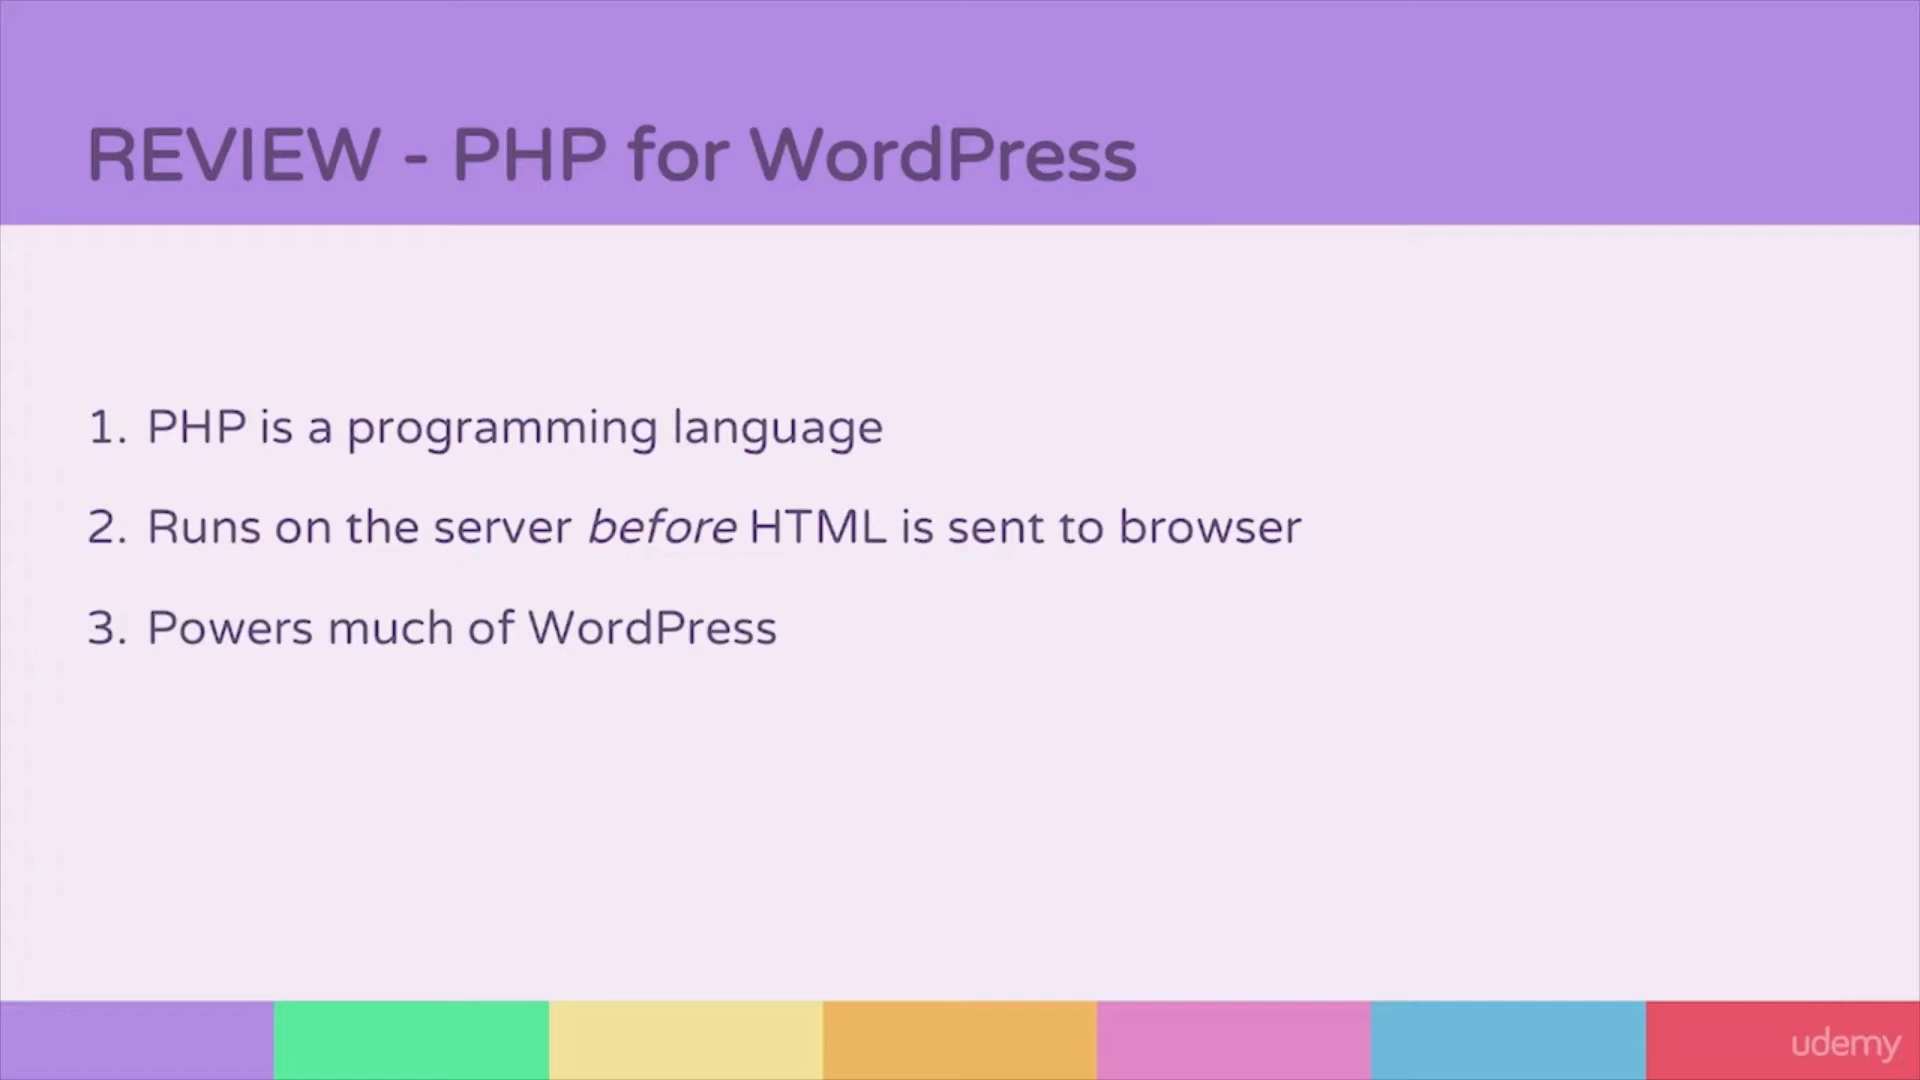 REVIEW - PHP for WordPress
1. PHP is a programming language
2. Runs on the server before HTML is sent to browser
3. Powers much of WordPress
udemy